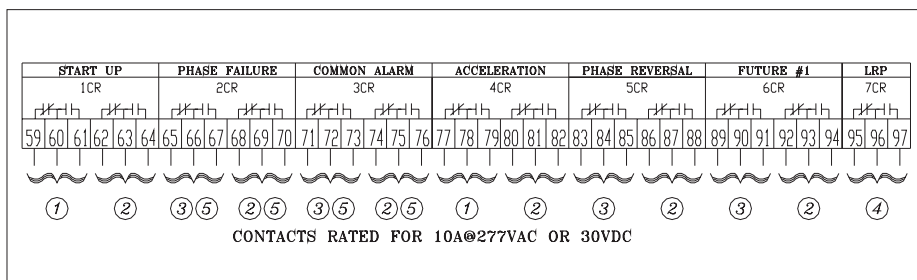 START UP PHASE FAILURE COMMON ALARM ACCELERATION PHASE REVERSAL FUTURE #1 LRP
1CR 2CR 3CR 4CR 5CR 6CR 7CR
59 60 61 62 63 64 65 66 67 68 69 70 71 72 73 74 75 76 77 78 79 80 81 82 83 84 85 86 87 88 89 90 91 92 93 94 95 96 97
1 2 3 5 2 5 3 5 2 5 1 2 3 2 3 2 4
CONTACTS RATED FOR 10A@277VAC OR 30VDC